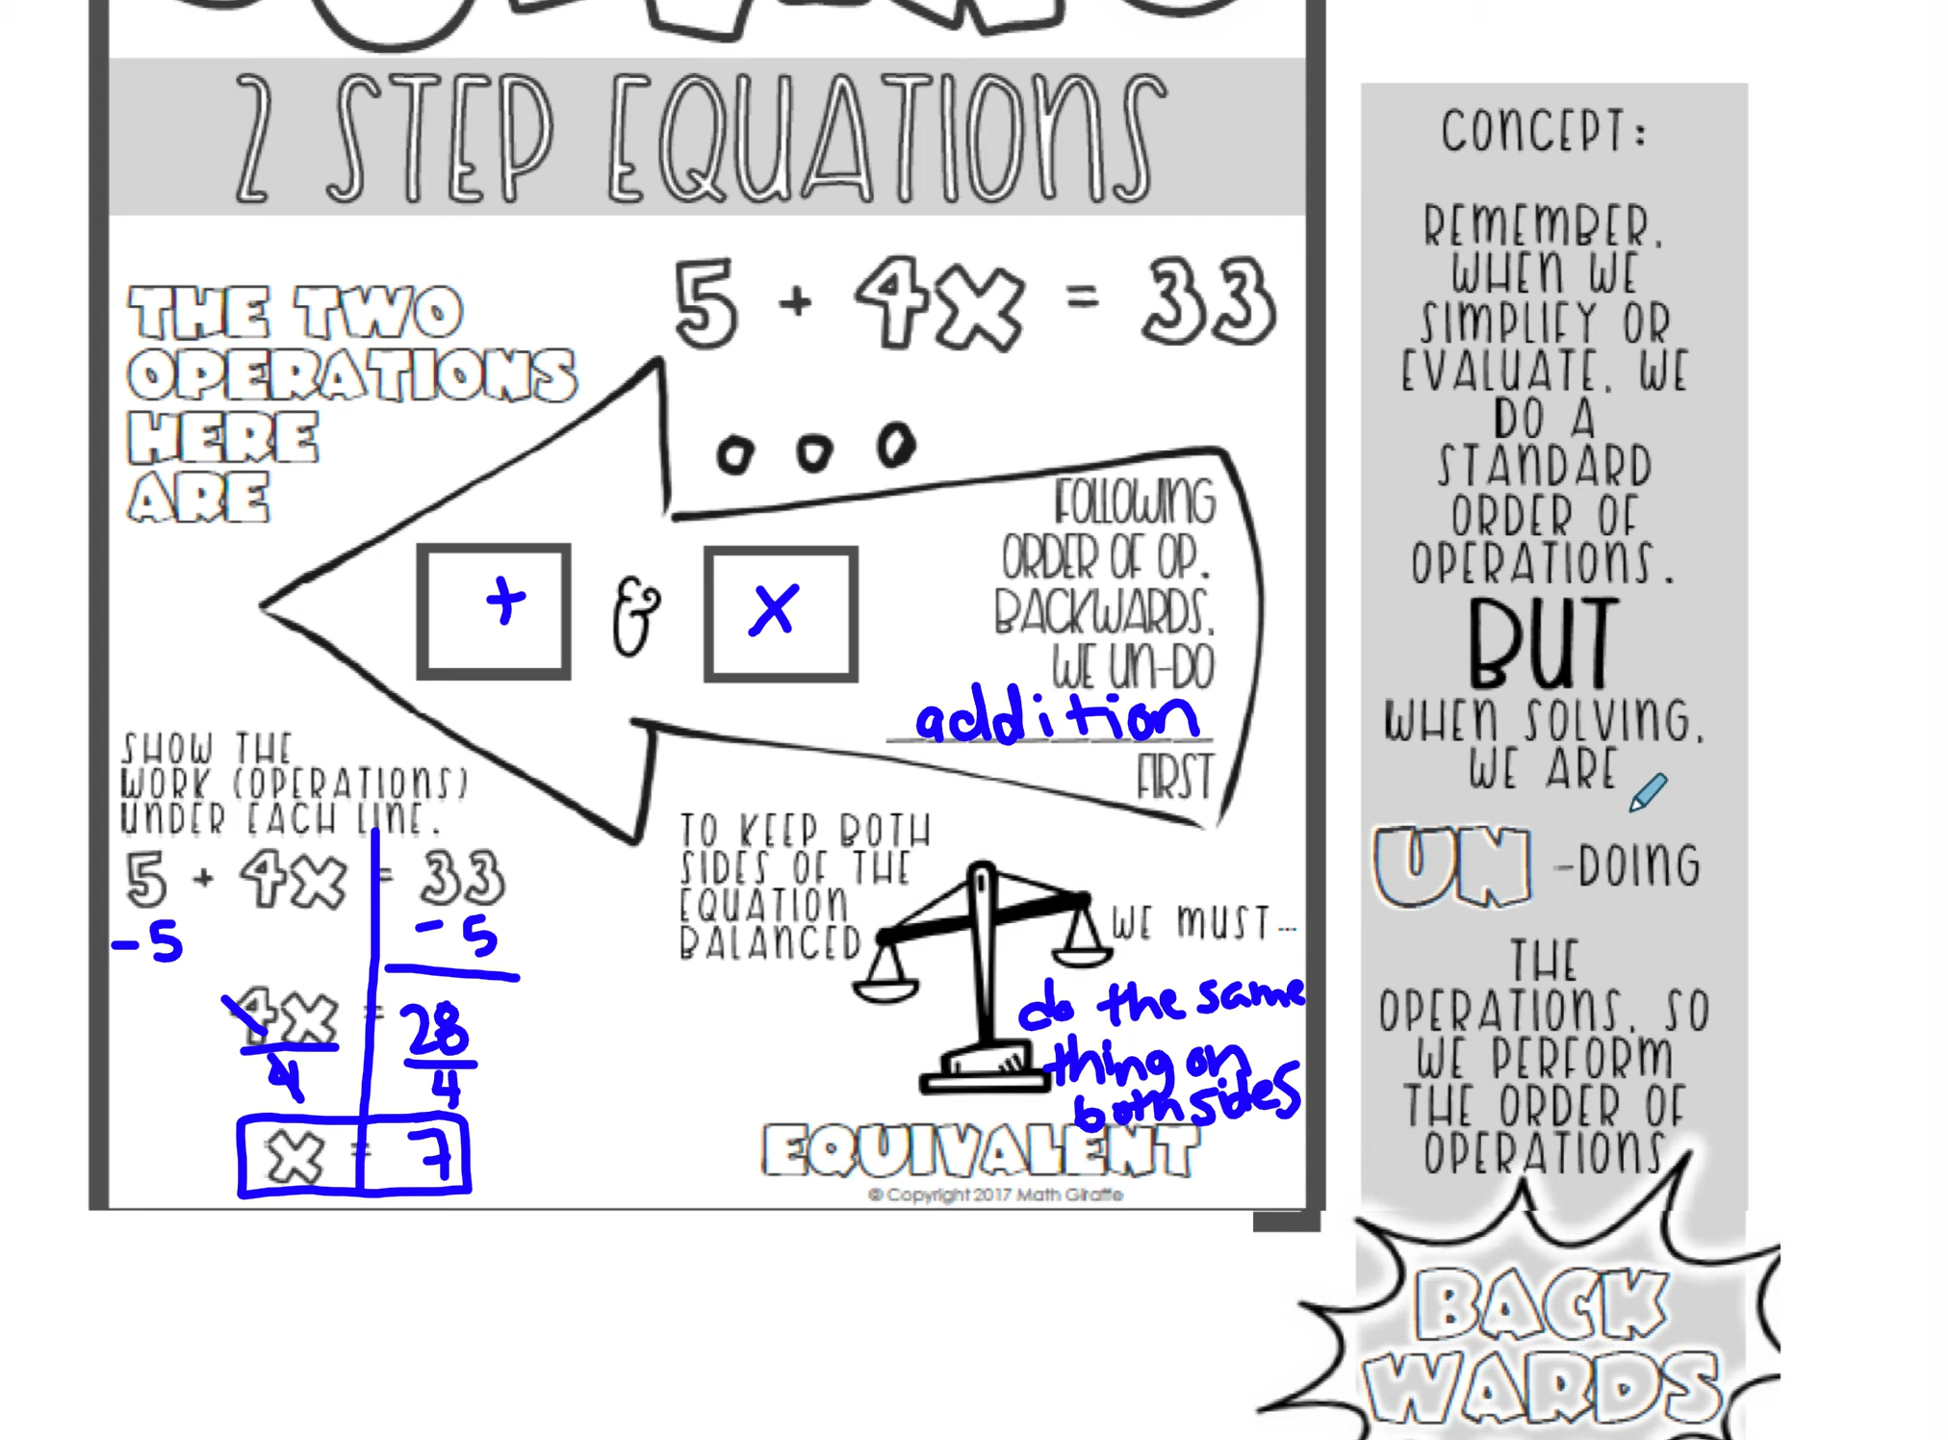 2 STEP EQUATIONS
5 + 4x = 33
THE TWO
OPERATIONS
HERE
ARE
+ & x
FOLLOWING
ORDER OF OP.
BACKWARDS,
WE UN-DO
addition
FIRST
SHOW THE
WORK (OPERATIONS)
UNDER EACH LINE.
5 + 4x = 33
-5 - 5
4x = 28
4 4
x = 7
TO KEEP BOTH
SIDES OF THE
EQUATION
BALANCED
WE MUST...
do the same
thing on
both sides
EQUIVALENT
© Copyright 2017 Math Giraffe
CONCEPT:
REMEMBER,
WHEN WE
SIMPLIFY OR
EVALUATE, WE
DO A
STANDARD
ORDER OF
OPERATIONS.
BUT
WHEN SOLVING,
WE ARE
UN -DOING
THE
OPERATIONS, SO
WE PERFORM
THE ORDER OF
OPERATIONS
BACK
WARDS